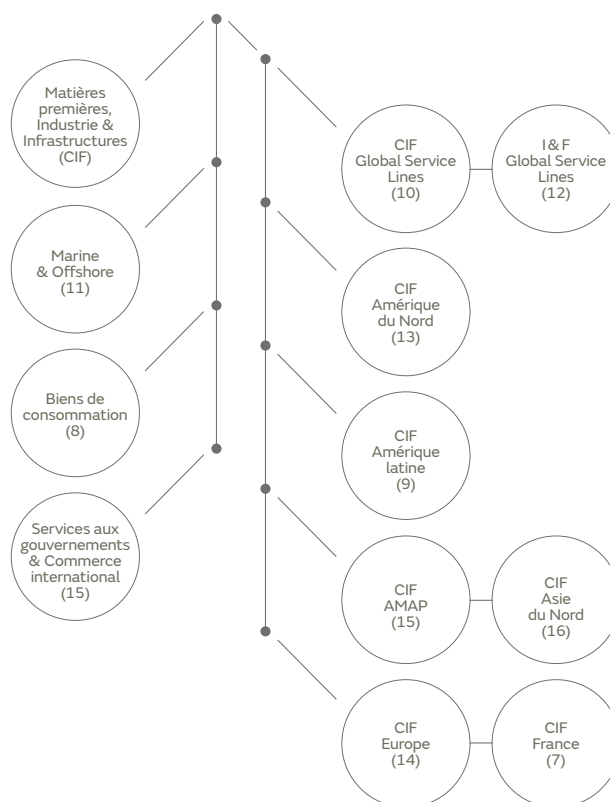 Matières
premières,
Industrie &
Infrastructures
(CIF)
Marine
& Offshore
(11)
Biens de
consommation
(8)
Services aux
gouvernements
& Commerce
international
(15)
CIF
Global Service
Lines
(10)
I & F
Global Service
Lines
(12)
CIF
Amérique
du Nord
(13)
CIF
Amérique
latine
(9)
CIF
AMAP
(15)
CIF
Asie
du Nord
(16)
CIF
Europe
(14)
CIF
France
(7)